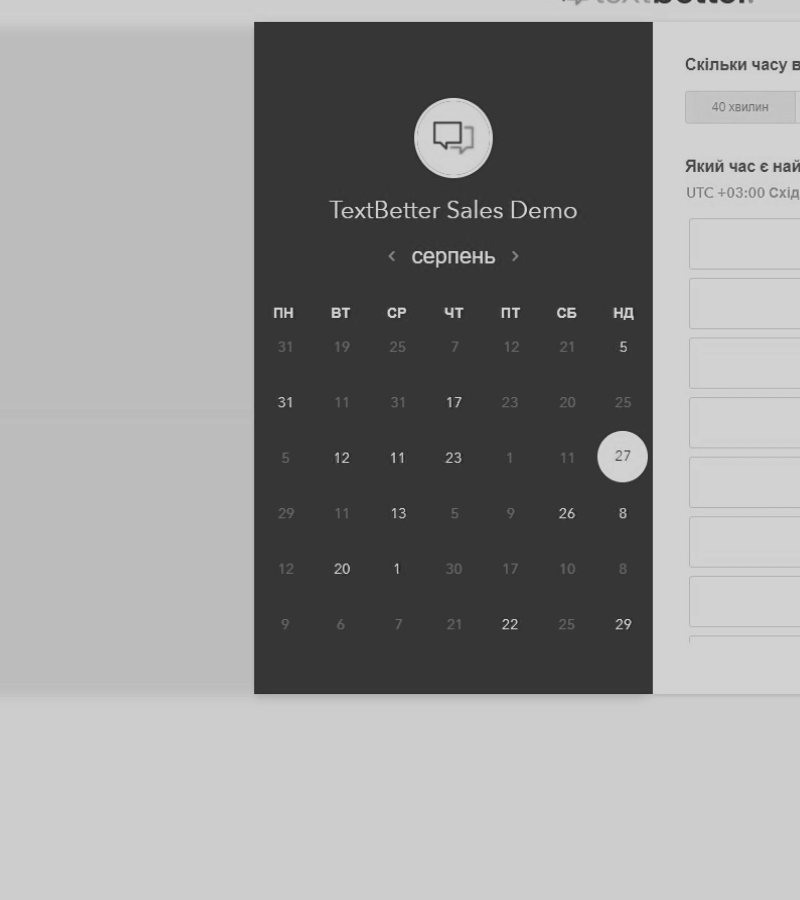 textbetter.
TextBetter Sales Demo
серпень
ПН ВТ СР ЧТ ПТ СБ НД
31 19 25 7 12 21 5
31 11 31 17 23 20 25
5 12 11 23 1 11 27
29 11 13 5 9 26 8
12 20 1 30 17 10 8
9 6 7 21 22 25 29
Скільки часу в
40 хвилин
Який час є най
UTC +03:00 Схід